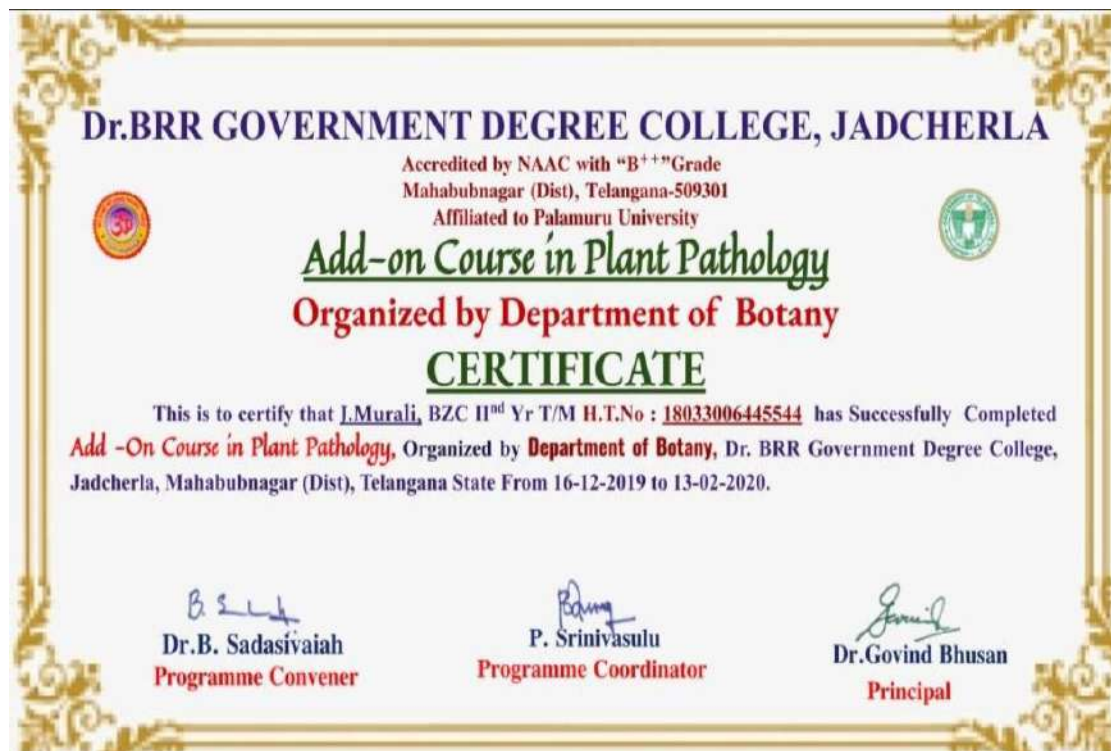 Dr.BRR GOVERNMENT DEGREE COLLEGE, JADCHERLA
Accredited by NAAC with “B++”Grade
Mahabubnagar (Dist), Telangana-509301
Affiliated to Palamuru University
Add-on Course in Plant Pathology
Organized by Department of Botany
CERTIFICATE
This is to certify that J.Murali, BZC IInd Yr T/M H.T.No : 18033006445544 has Successfully Completed
Add -On Course in Plant Pathology, Organized by Department of Botany, Dr. BRR Government Degree College,
Jadcherla, Mahabubnagar (Dist), Telangana State From 16-12-2019 to 13-02-2020.
Dr.B. Sadasivaiah
Programme Convener
P. Srinivasulu
Programme Coordinator
Dr.Govind Bhusan
Principal